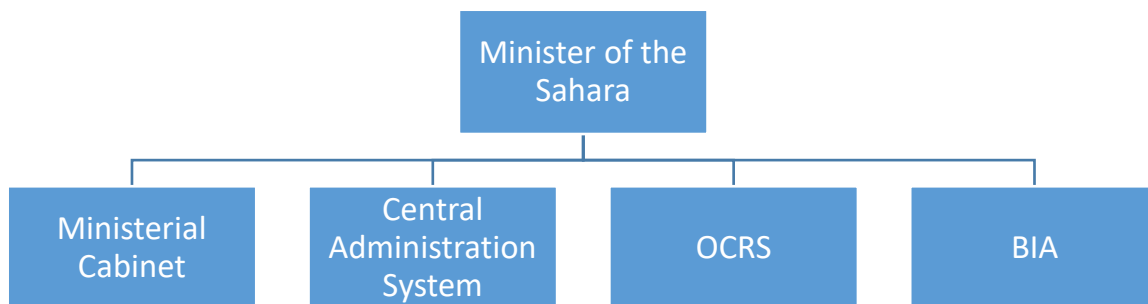 Minister of the
Sahara
Ministerial
Cabinet
Central
Administration
System
OCRS
BIA